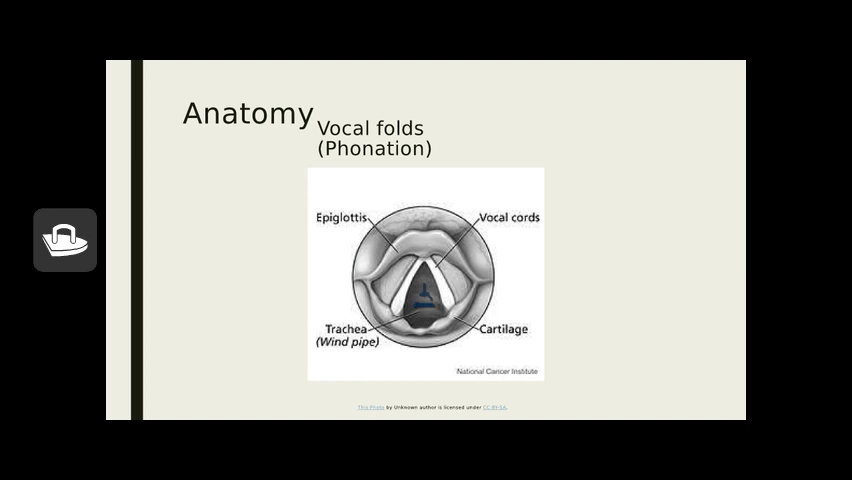 Anatomy
Vocal folds
(Phonation)
Epiglottis
Vocal cords
Trachea
(Wind pipe)
Cartilage
National Cancer Institute
This Photo by Unknown author is licensed under CC BY-SA.